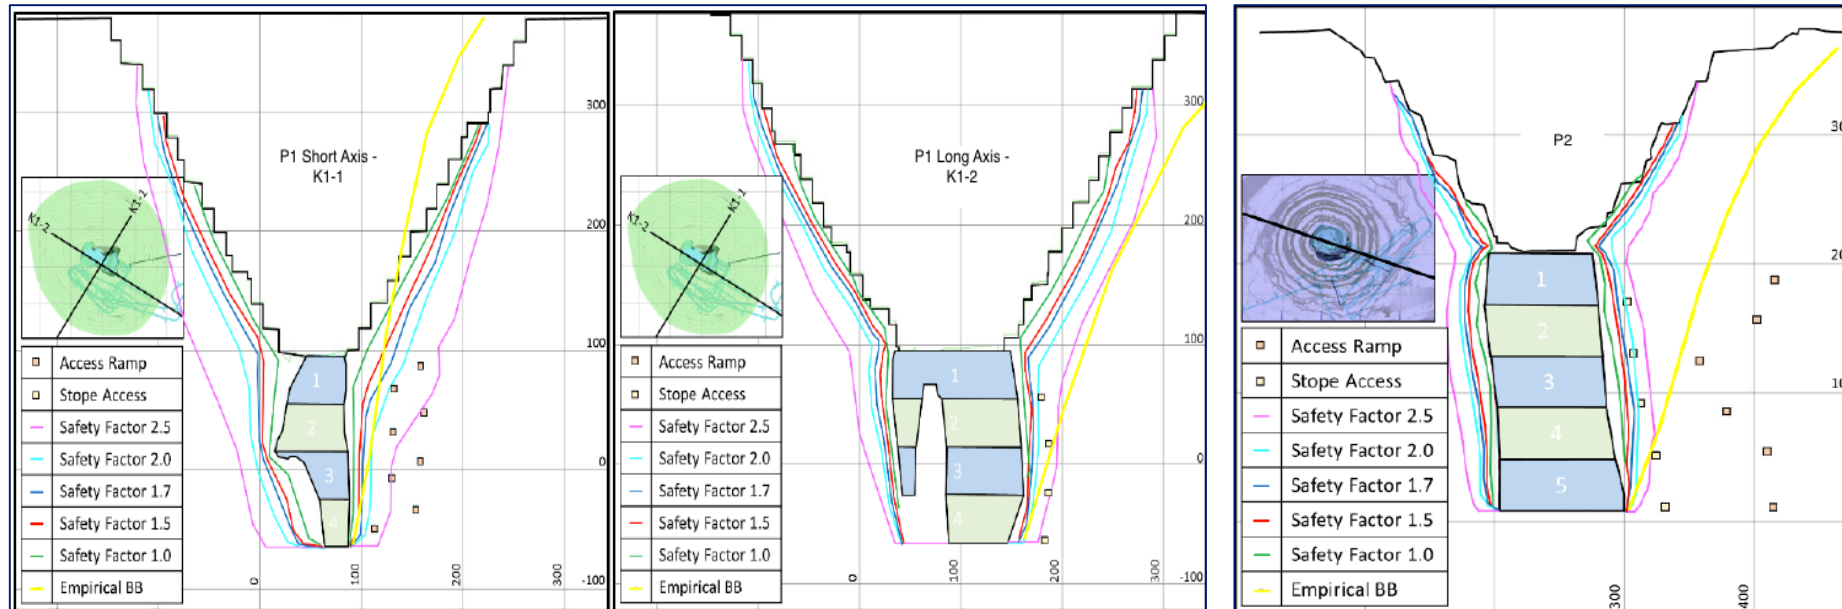 P1 Short Axis -
K1-1
K1-1
K1-2
Access Ramp
Stope Access
Safety Factor 2.5
Safety Factor 2.0
Safety Factor 1.7
Safety Factor 1.5
Safety Factor 1.0
Empirical BB
1
2
3
4
300
200
100
0
-100
0
100
200
300
P1 Long Axis -
K1-2
K1-1
K1-2
Access Ramp
Stope Access
Safety Factor 2.5
Safety Factor 2.0
Safety Factor 1.7
Safety Factor 1.5
Safety Factor 1.0
Empirical BB
1
2
3
4
300
200
100
0
-100
0
100
200
300
P2
Access Ramp
Stope Access
Safety Factor 2.5
Safety Factor 2.0
Safety Factor 1.7
Safety Factor 1.5
Safety Factor 1.0
Empirical BB
1
2
3
4
5
30
20
10
300
400